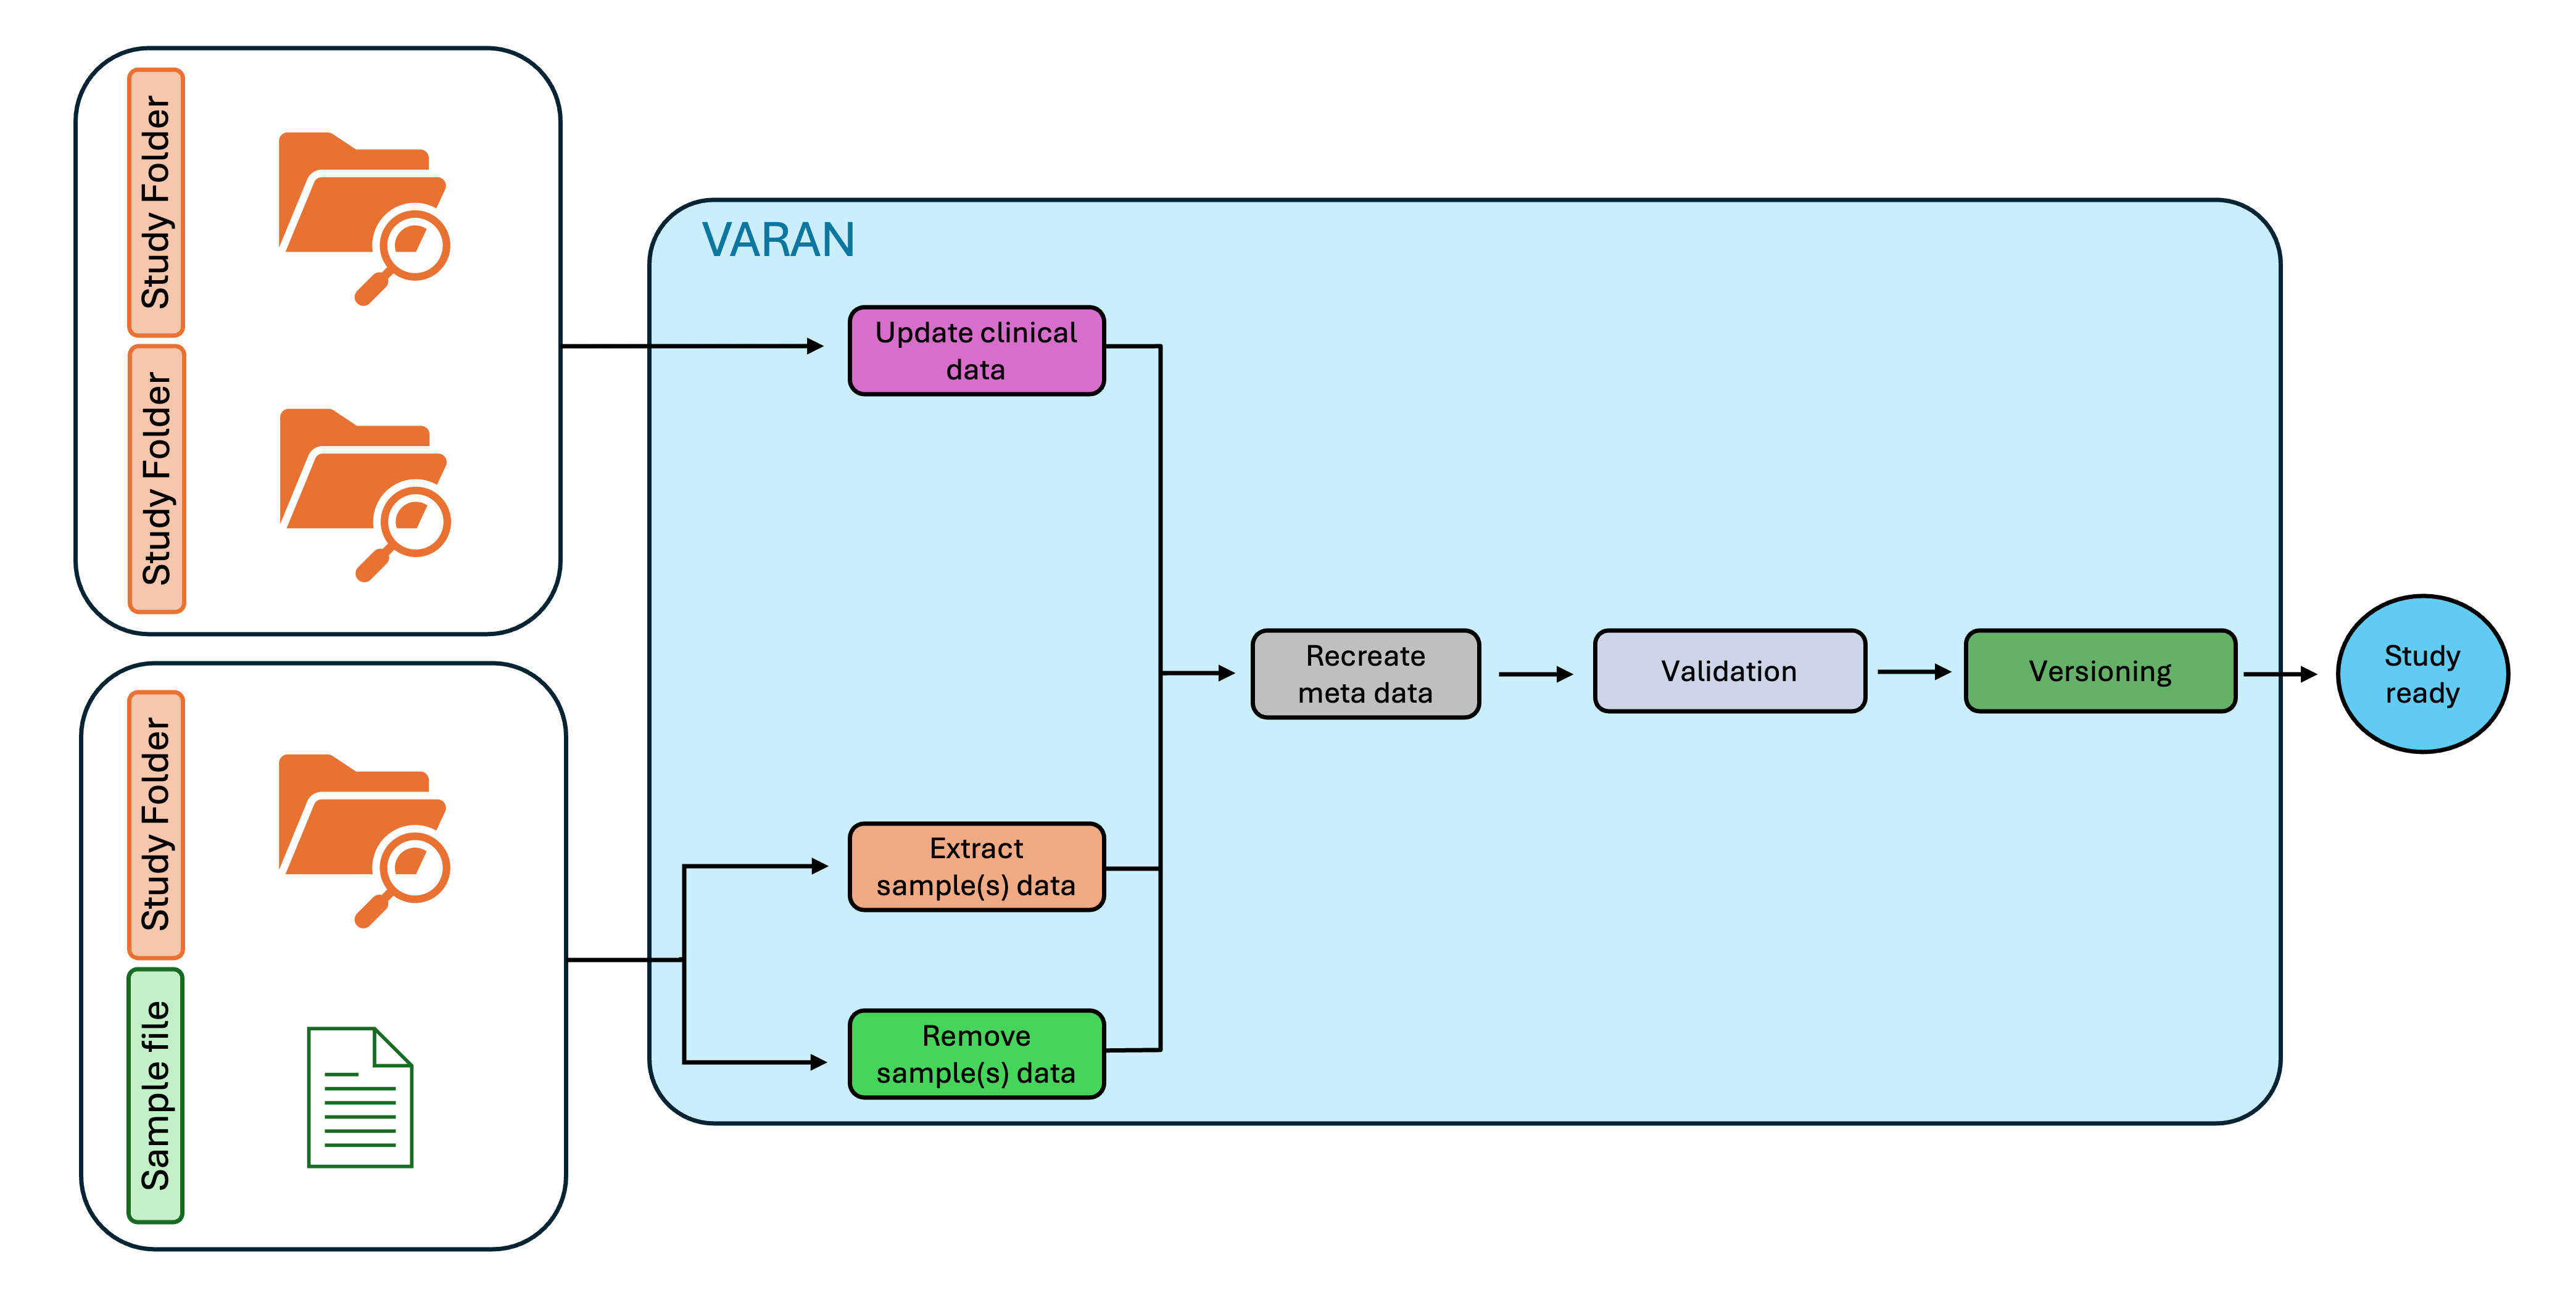 Study Folder
Study Folder
Study Folder
Sample file
VARAN
Update clinical
data
Extract
sample(s) data
Remove
sample(s) data
Recreate
meta data
Validation
Versioning
Study
ready